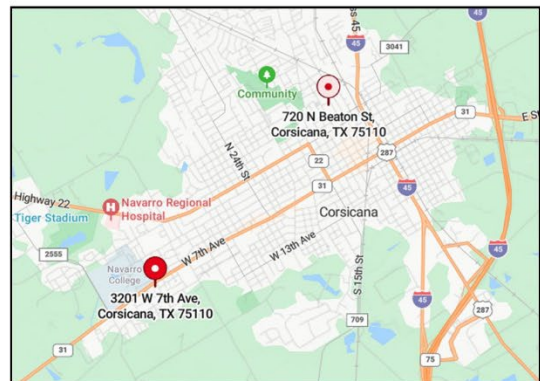 45
3041
Community
720 N Beaton St,
Corsicana, TX 75110
31
N 24th St
22
287
31
Highway 22
Navarro Regional
Hospital
Tiger Stadium
Corsicana
45
45
W 7th Ave
W 13th Ave
2555
Navarro
College
3201 W 7th Ave,
Corsicana, TX 75110
S 15th St
45
287
31
709
75
45